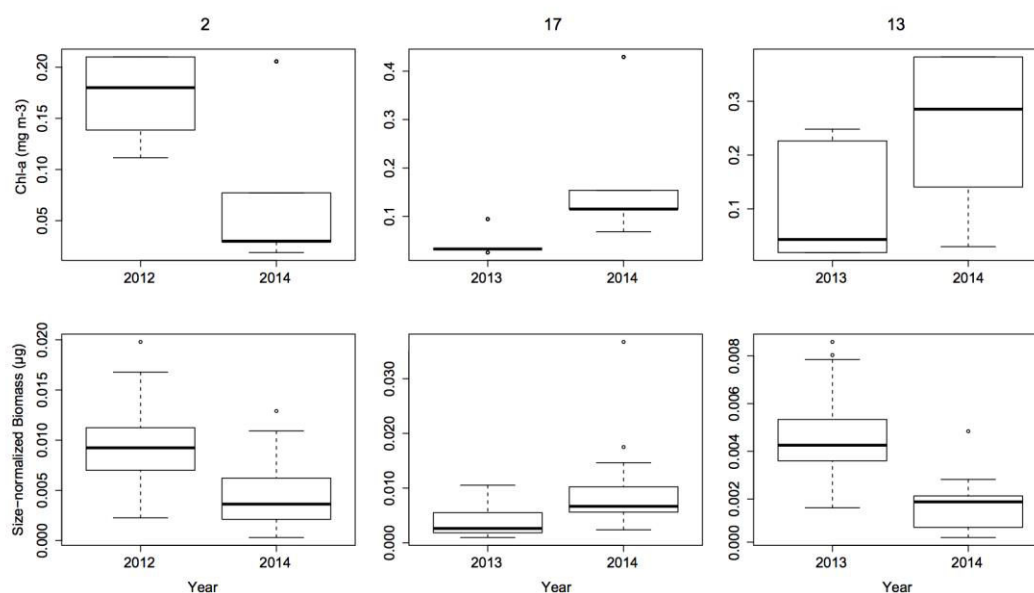 2 17 13
Chl-a (mg m-3)
0.05 0.10 0.15 0.20
0.1 0.2 0.3 0.4
0.1 0.2 0.3
2012 2014 2013 2014 2013 2014
Size-normalized Biomass (µg)
0.000 0.005 0.010 0.015 0.020
0.000 0.010 0.020 0.030
0.000 0.002 0.004 0.006 0.008
2012 2014 2013 2014 2013 2014
Year Year Year